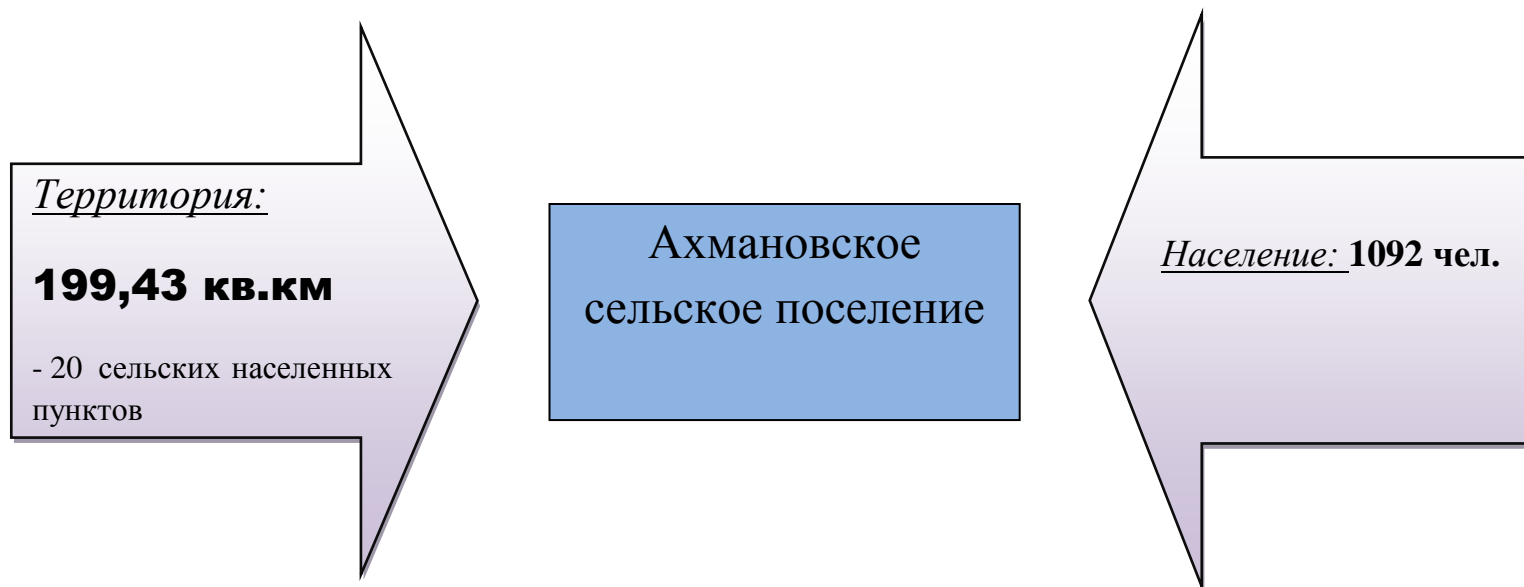 Территория:
199,43 кв.км
- 20 сельских населенных
пунктов
Ахмановское
сельское поселение
Население: 1092 чел.